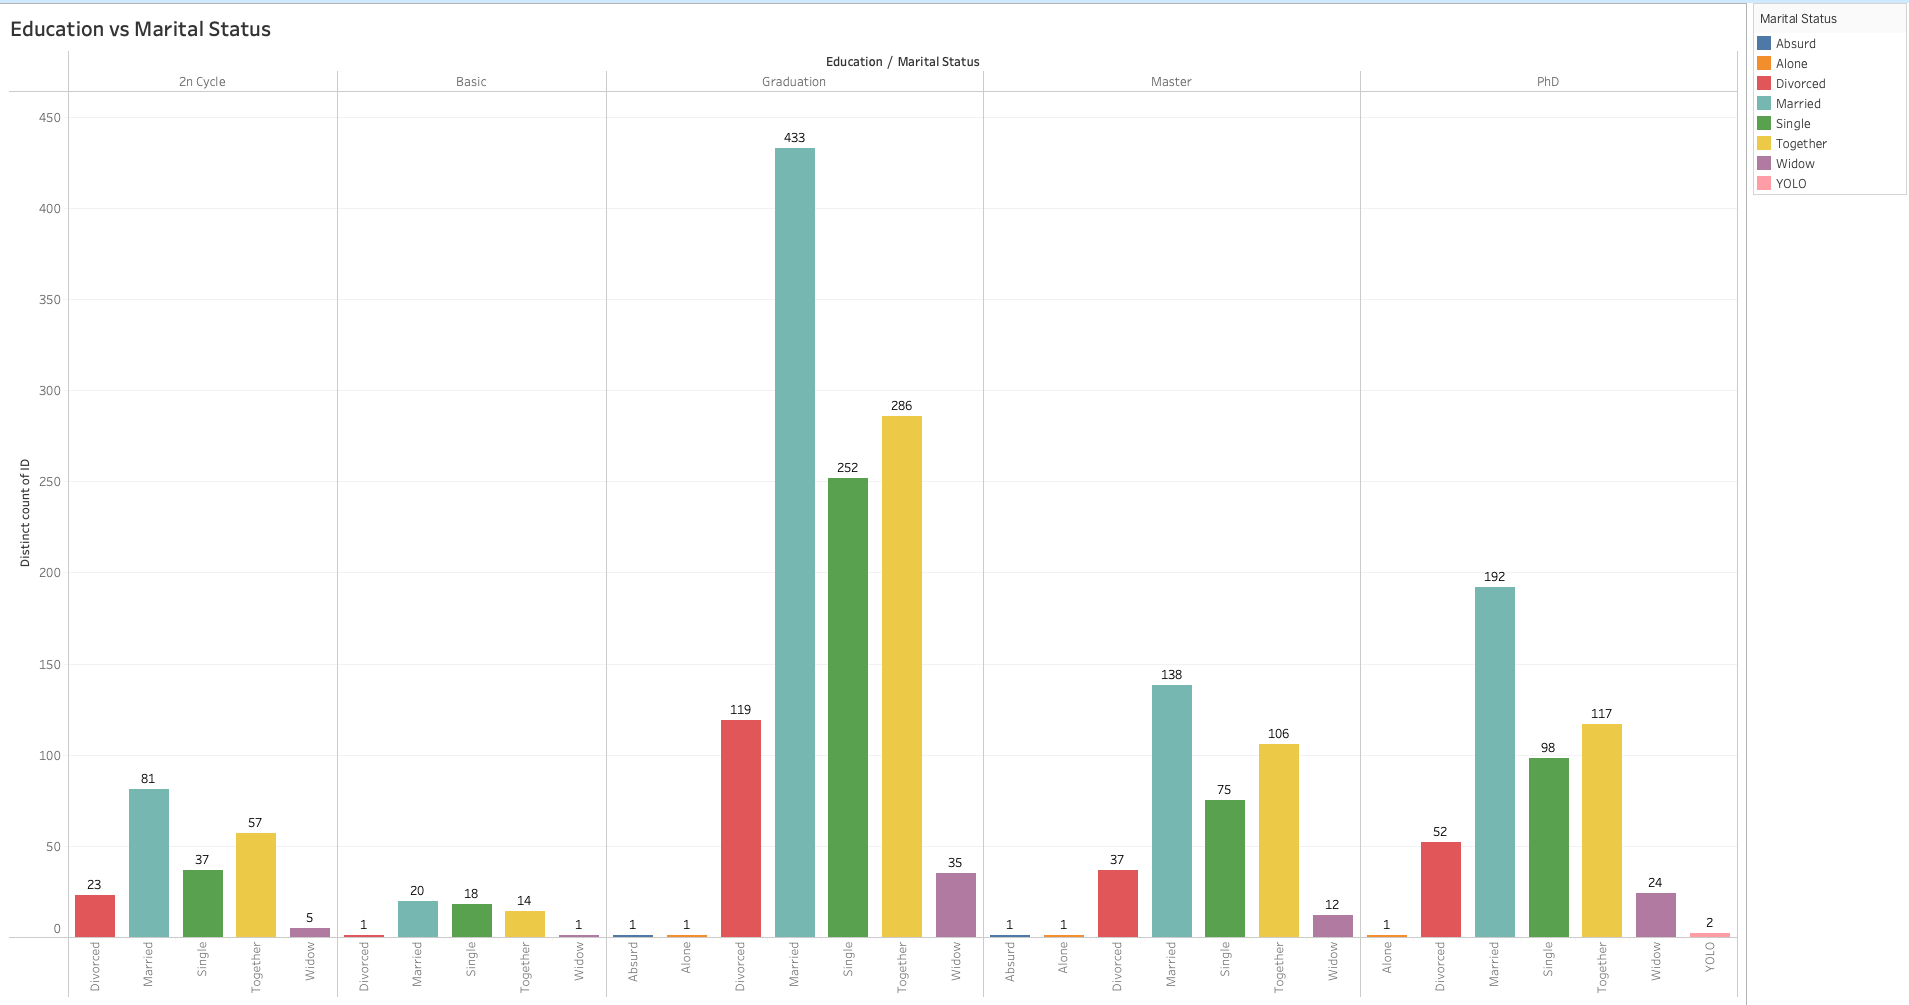 Education vs Marital Status
Education / Marital Status
2n Cycle
Basic
Graduation
Master
PhD
Distinct count of ID
450
400
350
300
250
200
150
100
50
0
23
81
37
57
5
1
20
18
14
1
1
1
119
433
252
286
35
1
1
37
138
75
106
12
1
52
192
98
117
24
2
Divorced
Married
Single
Together
Widow
Divorced
Married
Single
Together
Widow
Absurd
Alone
Divorced
Married
Single
Together
Widow
Absurd
Alone
Divorced
Married
Single
Together
Widow
Alone
Divorced
Married
Single
Together
Widow
YOLO
Marital Status
Absurd
Alone
Divorced
Married
Single
Together
Widow
YOLO